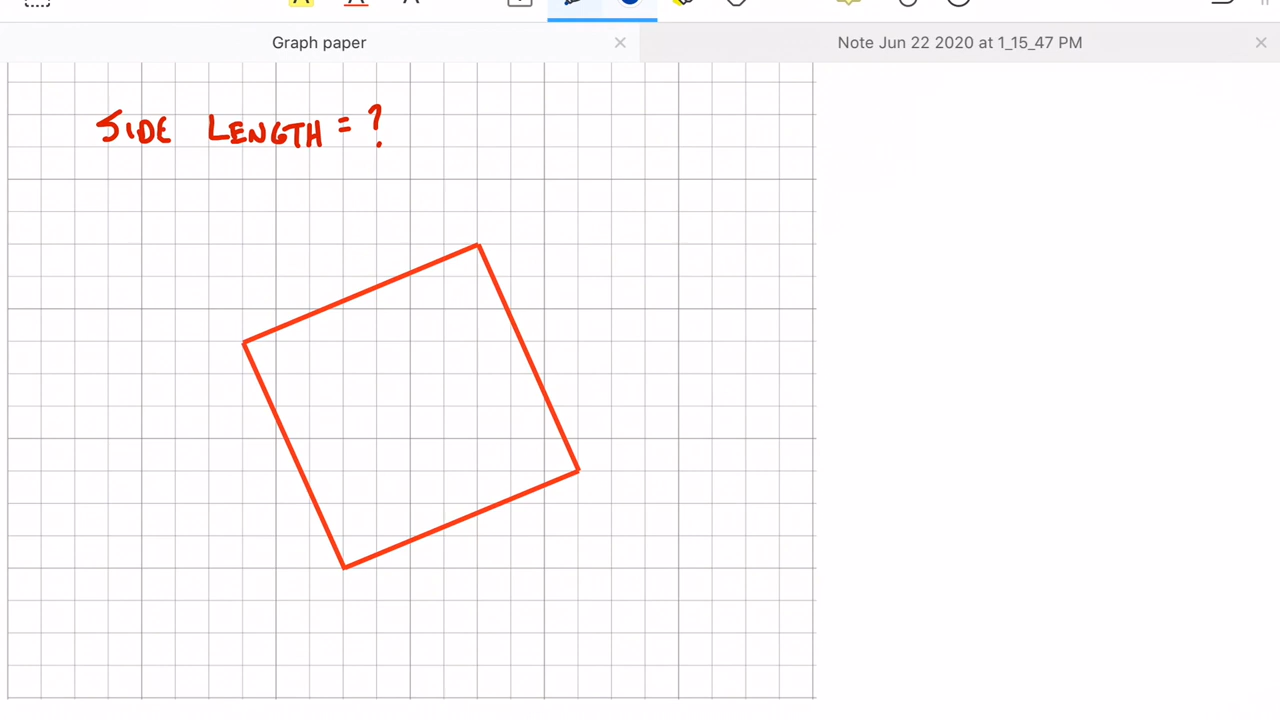 Graph paper
Note Jun 22 2020 at 1_15_47 PM
SIDE LENGTH = ?